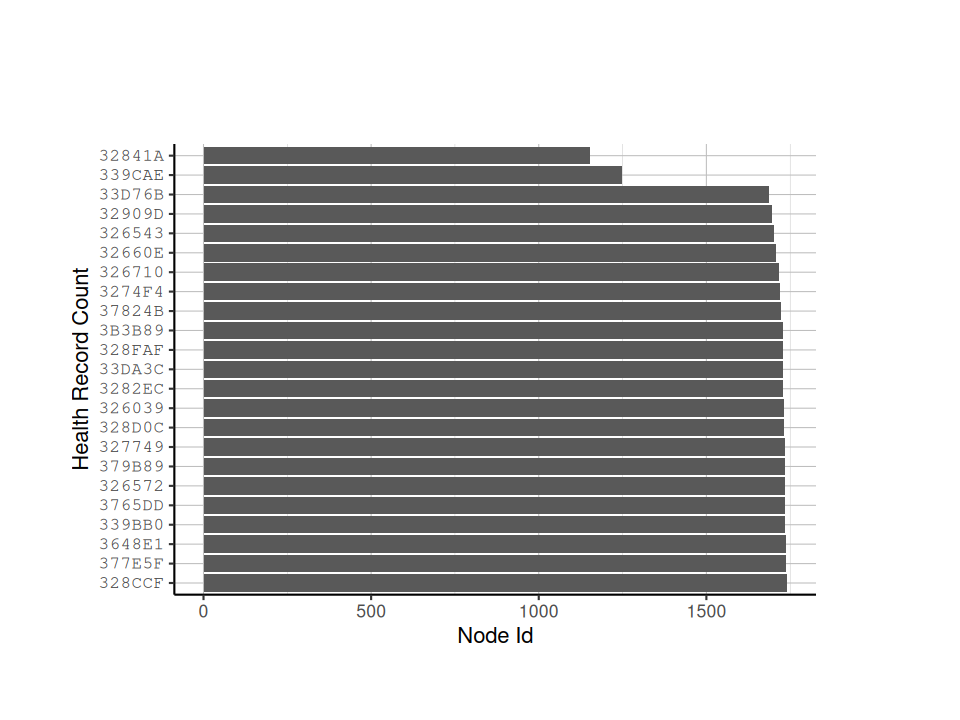 32841A
339CAE
33D76B
32909D
326543
32660E
326710
3274F4
37824B
3B3B89
328FAF
33DA3C
3282EC
326039
328D0C
327749
379B89
326572
3765DD
339BB0
3648E1
377E5F
328CCF
Health Record Count
0 500 1000 1500
Node Id